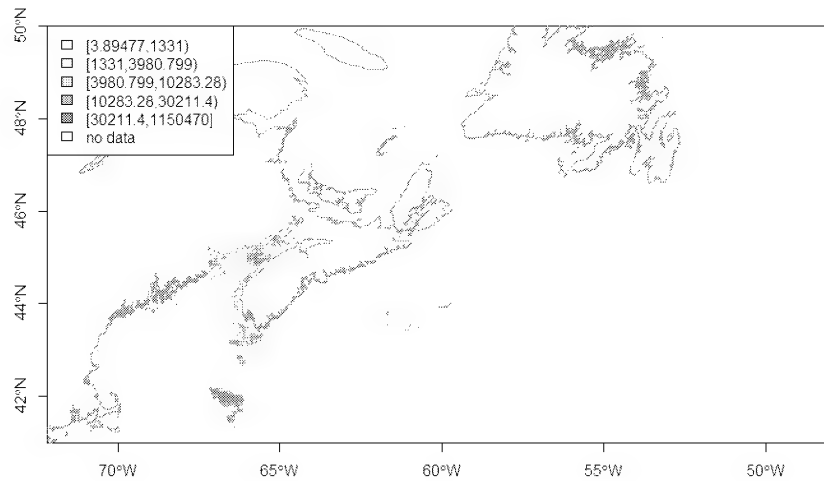 [3.89477,1331)
[1331,3980.799)
[3980.799,10283.28)
[10283.28,30211.4)
[30211.4,1150470]
no data
50°N
48°N
46°N
44°N
42°N
70°W
65°W
60°W
55°W
50°W